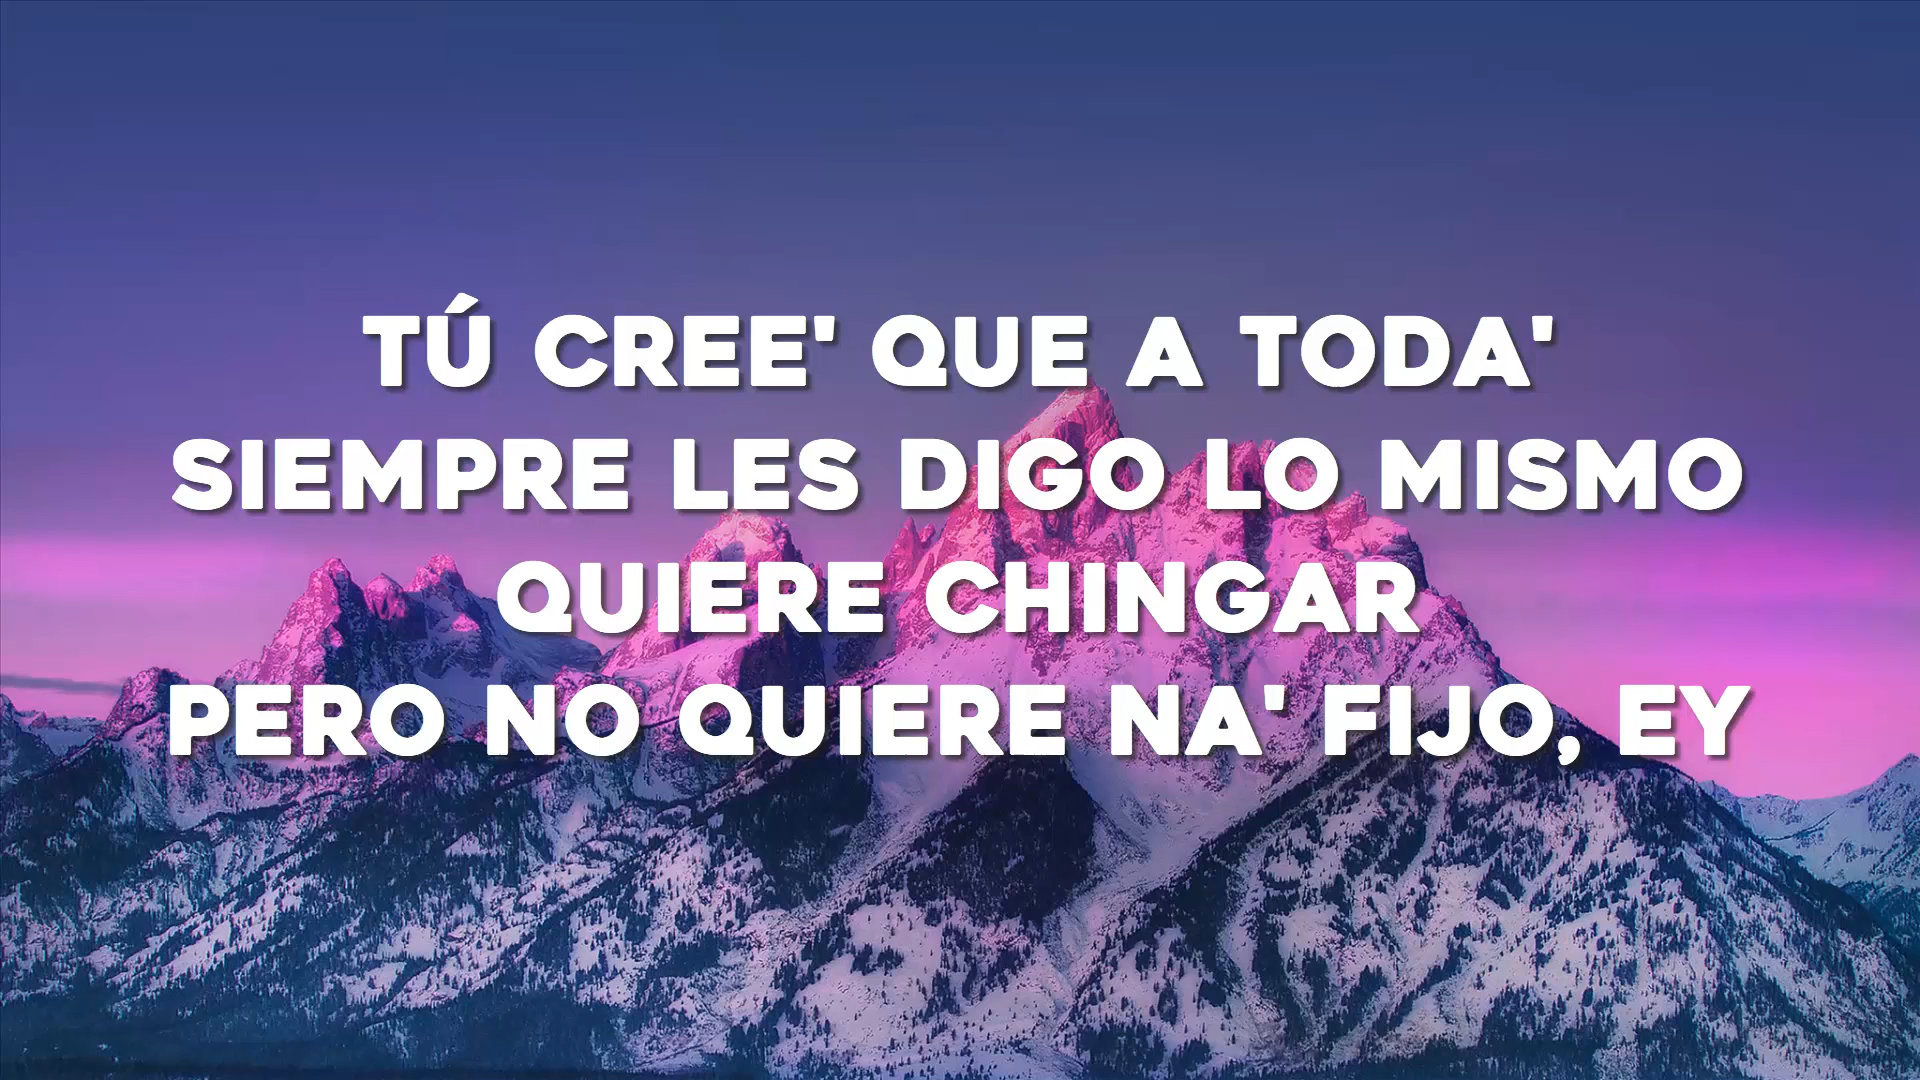 TÚ CREE' QUE A TODA'
SIEMPRE LES DIGO LO MISMO
QUIERE CHINGAR
PERO NO QUIERE NA' FIJO, EY